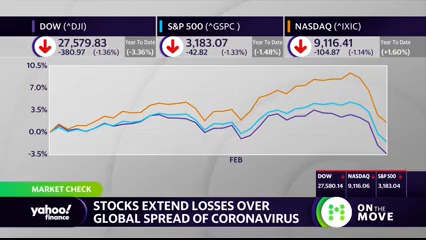 DOW (^DJI)
27,579.83
-380.97 (-1.36%)
Year To Date
(-3.36%)
S&P 500 (^GSPC)
3,183.07
-42.82 (-1.33%)
Year To Date
(-1.48%)
NASDAQ (^IXIC)
9,116.41
-104.87 (-1.14%)
Year To Date
(+1.60%)
10.5%
7.0%
3.5%
0.0%
-3.5%
FEB
MARKET CHECK
yahoo!
finance
STOCKS EXTEND LOSSES OVER
GLOBAL SPREAD OF CORONAVIRUS
DOW
27,580.14
NASDAQ
9,116.06
S&P 500
3,183.04
ON
THE
MOVE